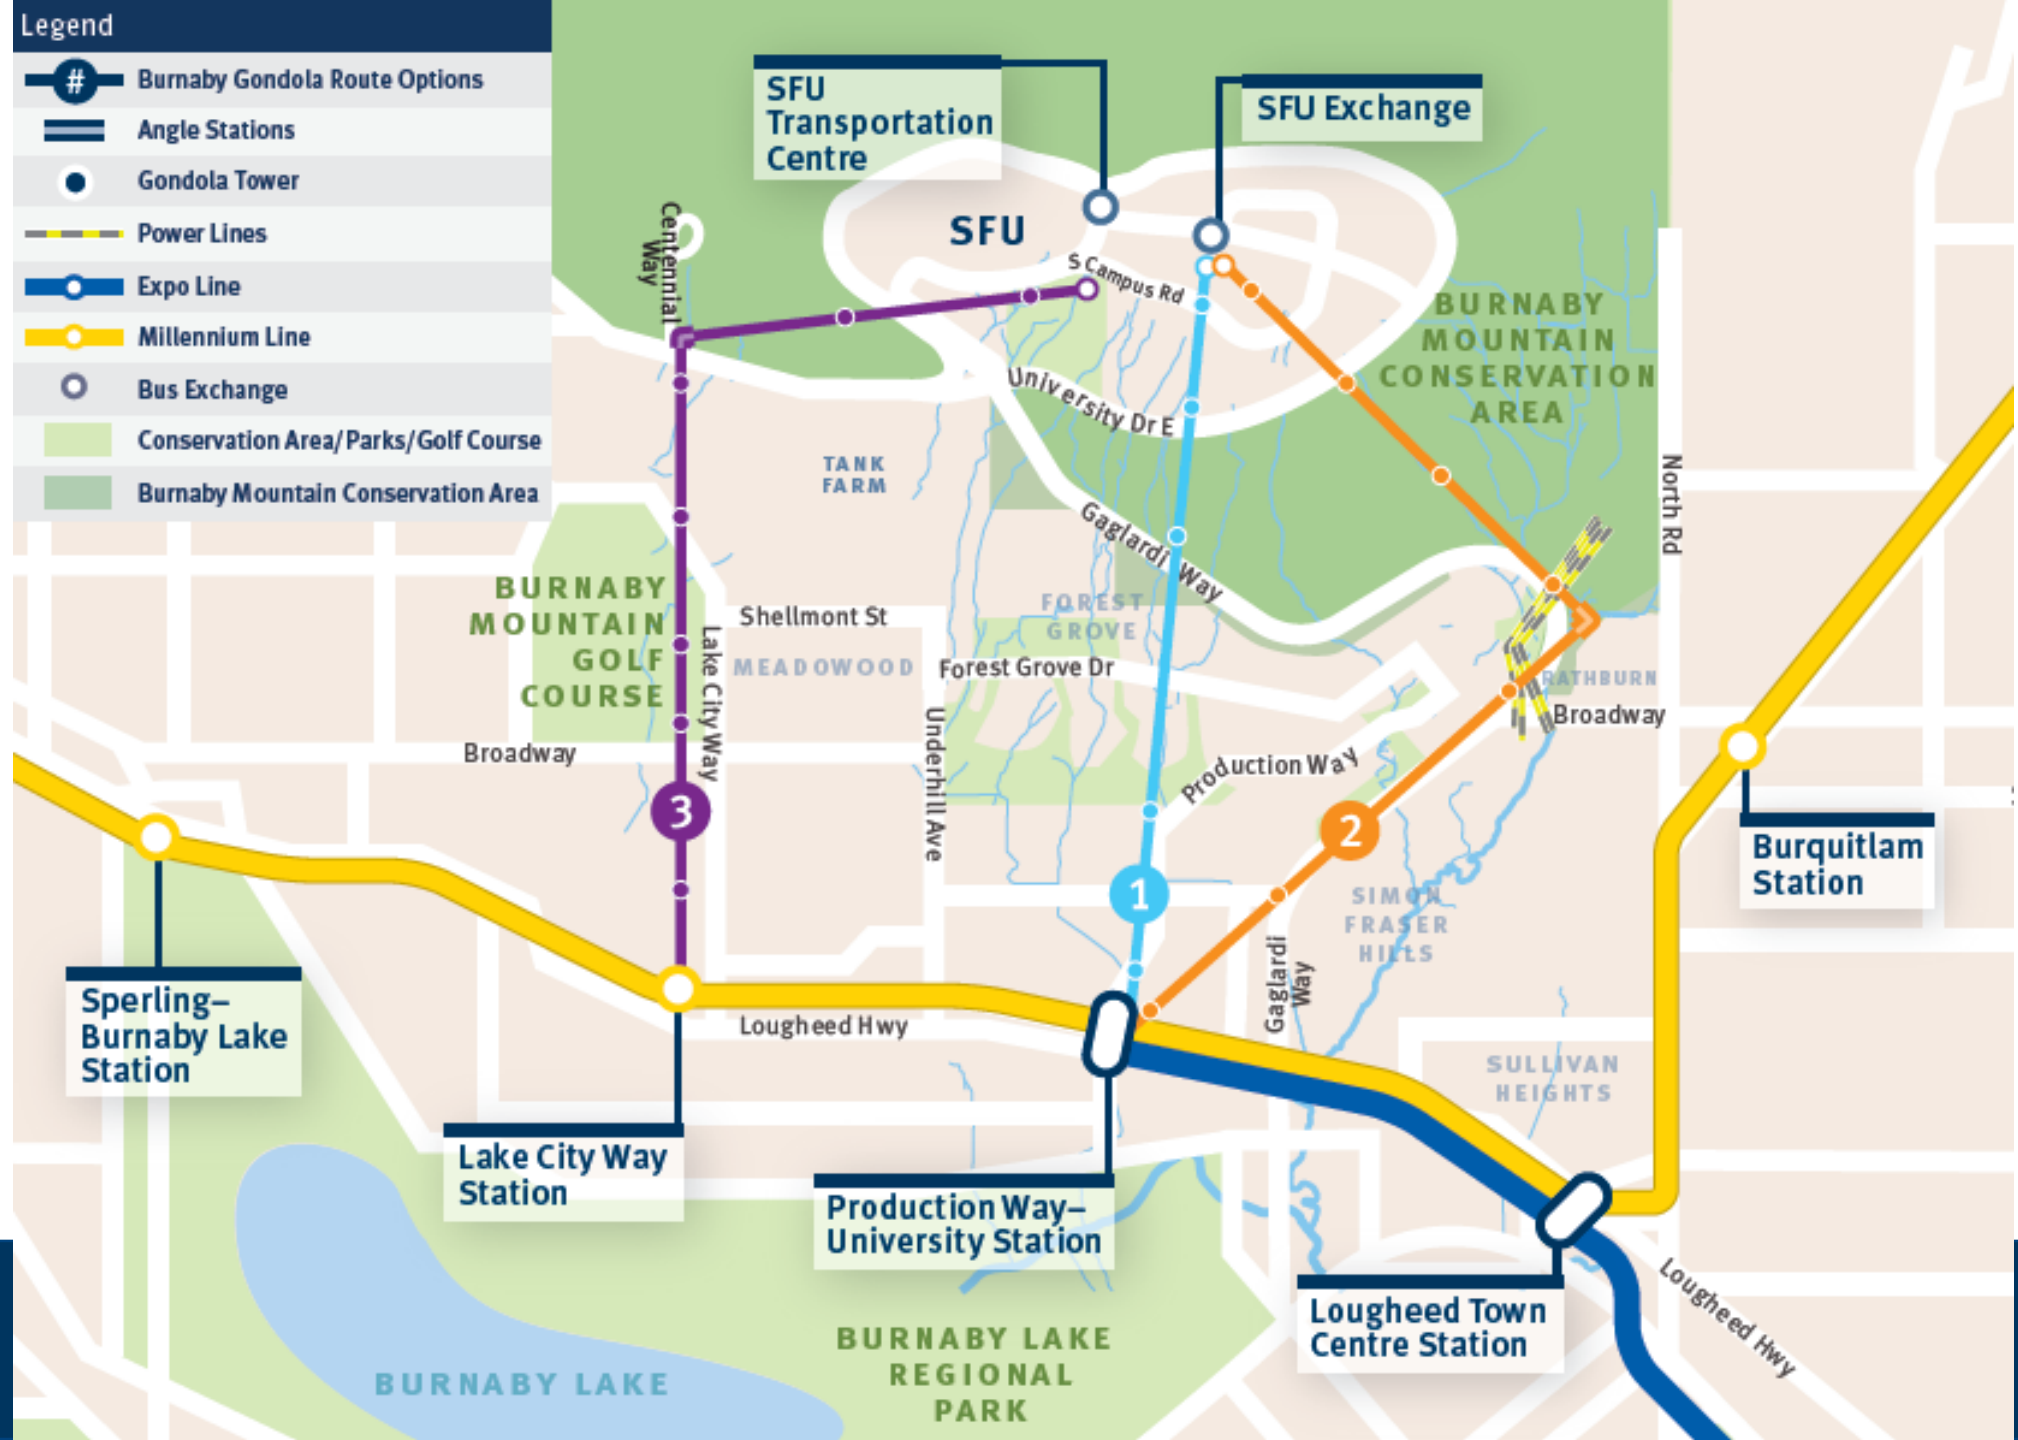 Legend
#
Burnaby Gondola Route Options
Angle Stations
Gondola Tower
Power Lines
Expo Line
Millennium Line
Bus Exchange
Conservation Area/Parks/Golf Course
Burnaby Mountain Conservation Area
SFU
Transportation
Centre
SFU Exchange
SFU
Centennial
Way
S Campus Rd
BURNABY
MOUNTAIN
CONSERVATION
AREA
University Dr E
TANK
FARM
North Rd
Gaglardi Way
BURNABY
MOUNTAIN
GOLF
COURSE
Shellmont St
FOREST
GROVE
MEADOWOOD
Forest Grove Dr
Lake City Way
RATHBURN
Broadway
Broadway
Underhill Ave
Production Way
3
2
1
Burquitlam
Station
SIMON
FRASER
HILLS
Gaglardi
Way
Sperling–
Burnaby Lake
Station
Lougheed Hwy
SULLIVAN
HEIGHTS
Lake City Way
Station
Production Way–
University Station
Lougheed Town
Centre Station
Lougheed Hwy
BURNABY LAKE
BURNABY LAKE
REGIONAL
PARK